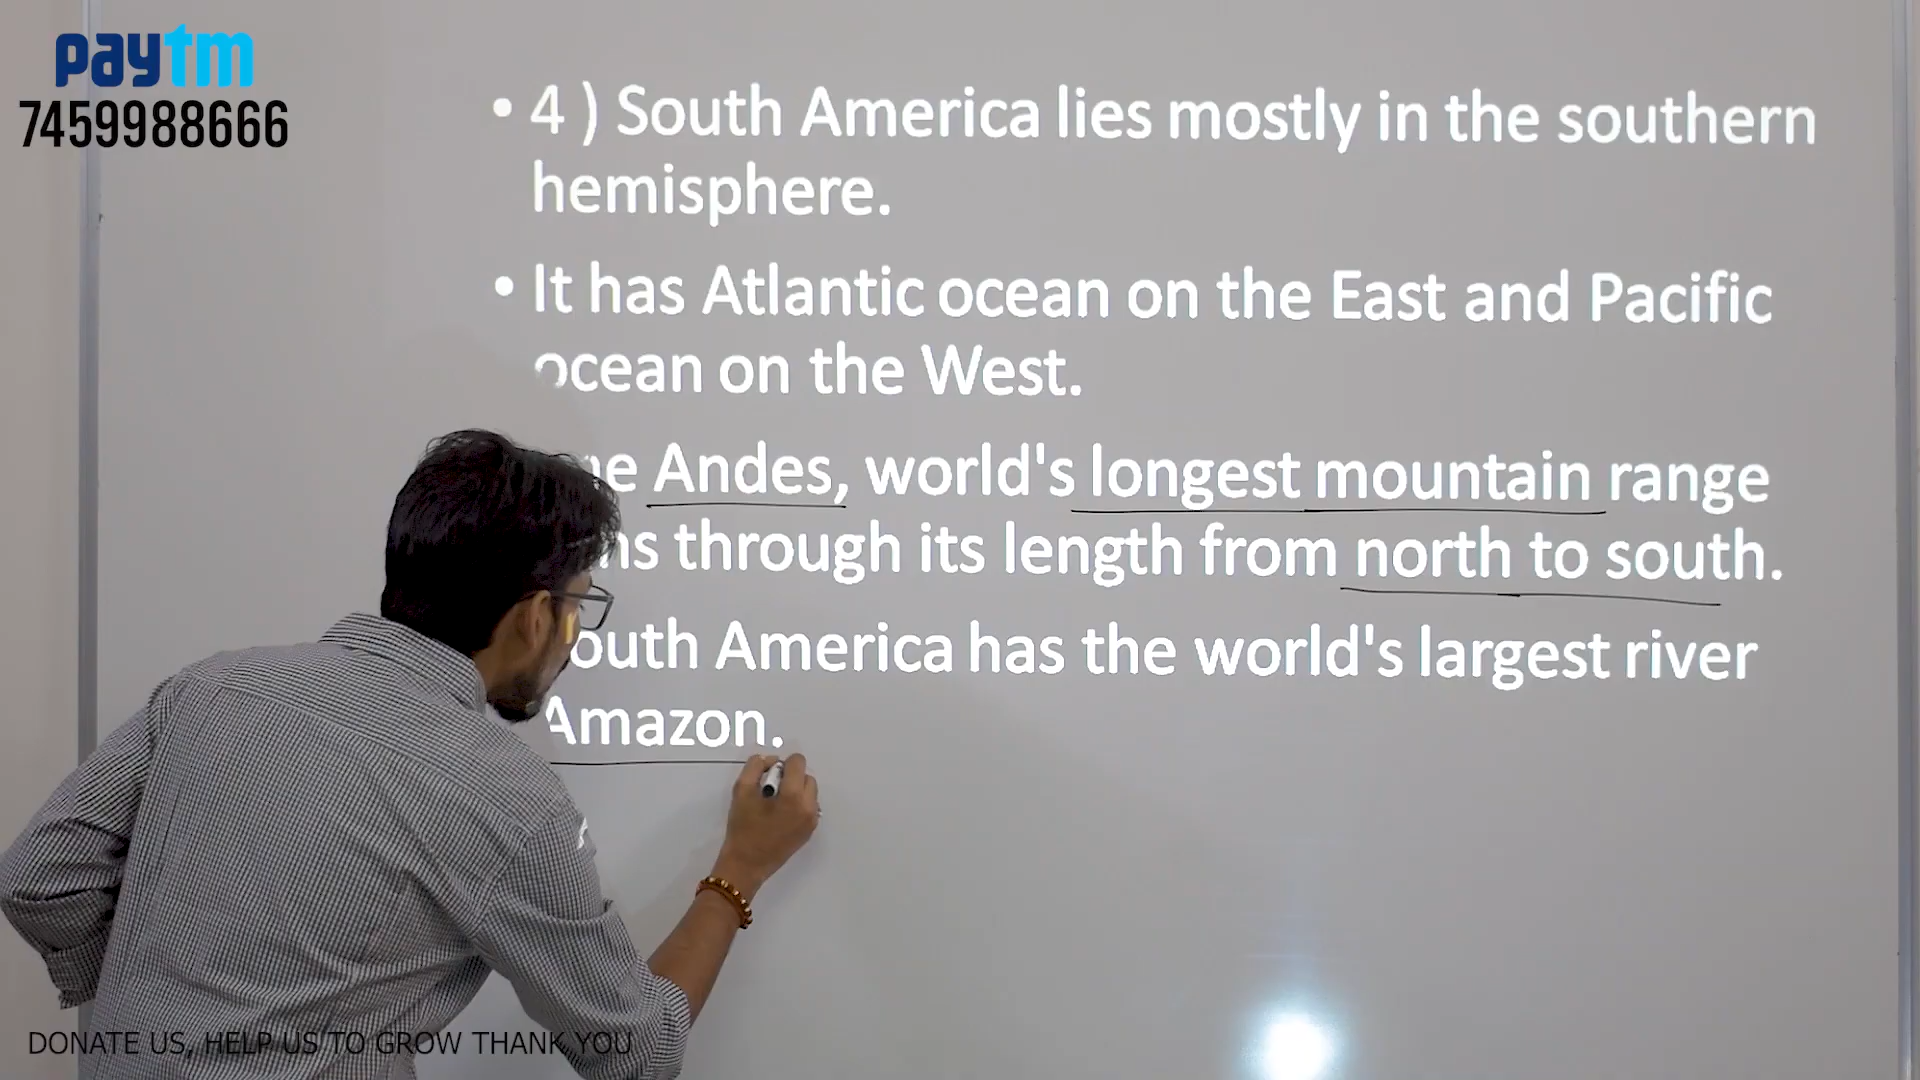 paytm
7459988666
• 4 ) South America lies mostly in the southern
hemisphere.
• It has Atlantic ocean on the East and Pacific
ocean on the West.
Andes, world's longest mountain range
through its length from north to south.
South America has the world's largest river
Amazon.
DONATE US, HELP US TO GROW THANK YOU